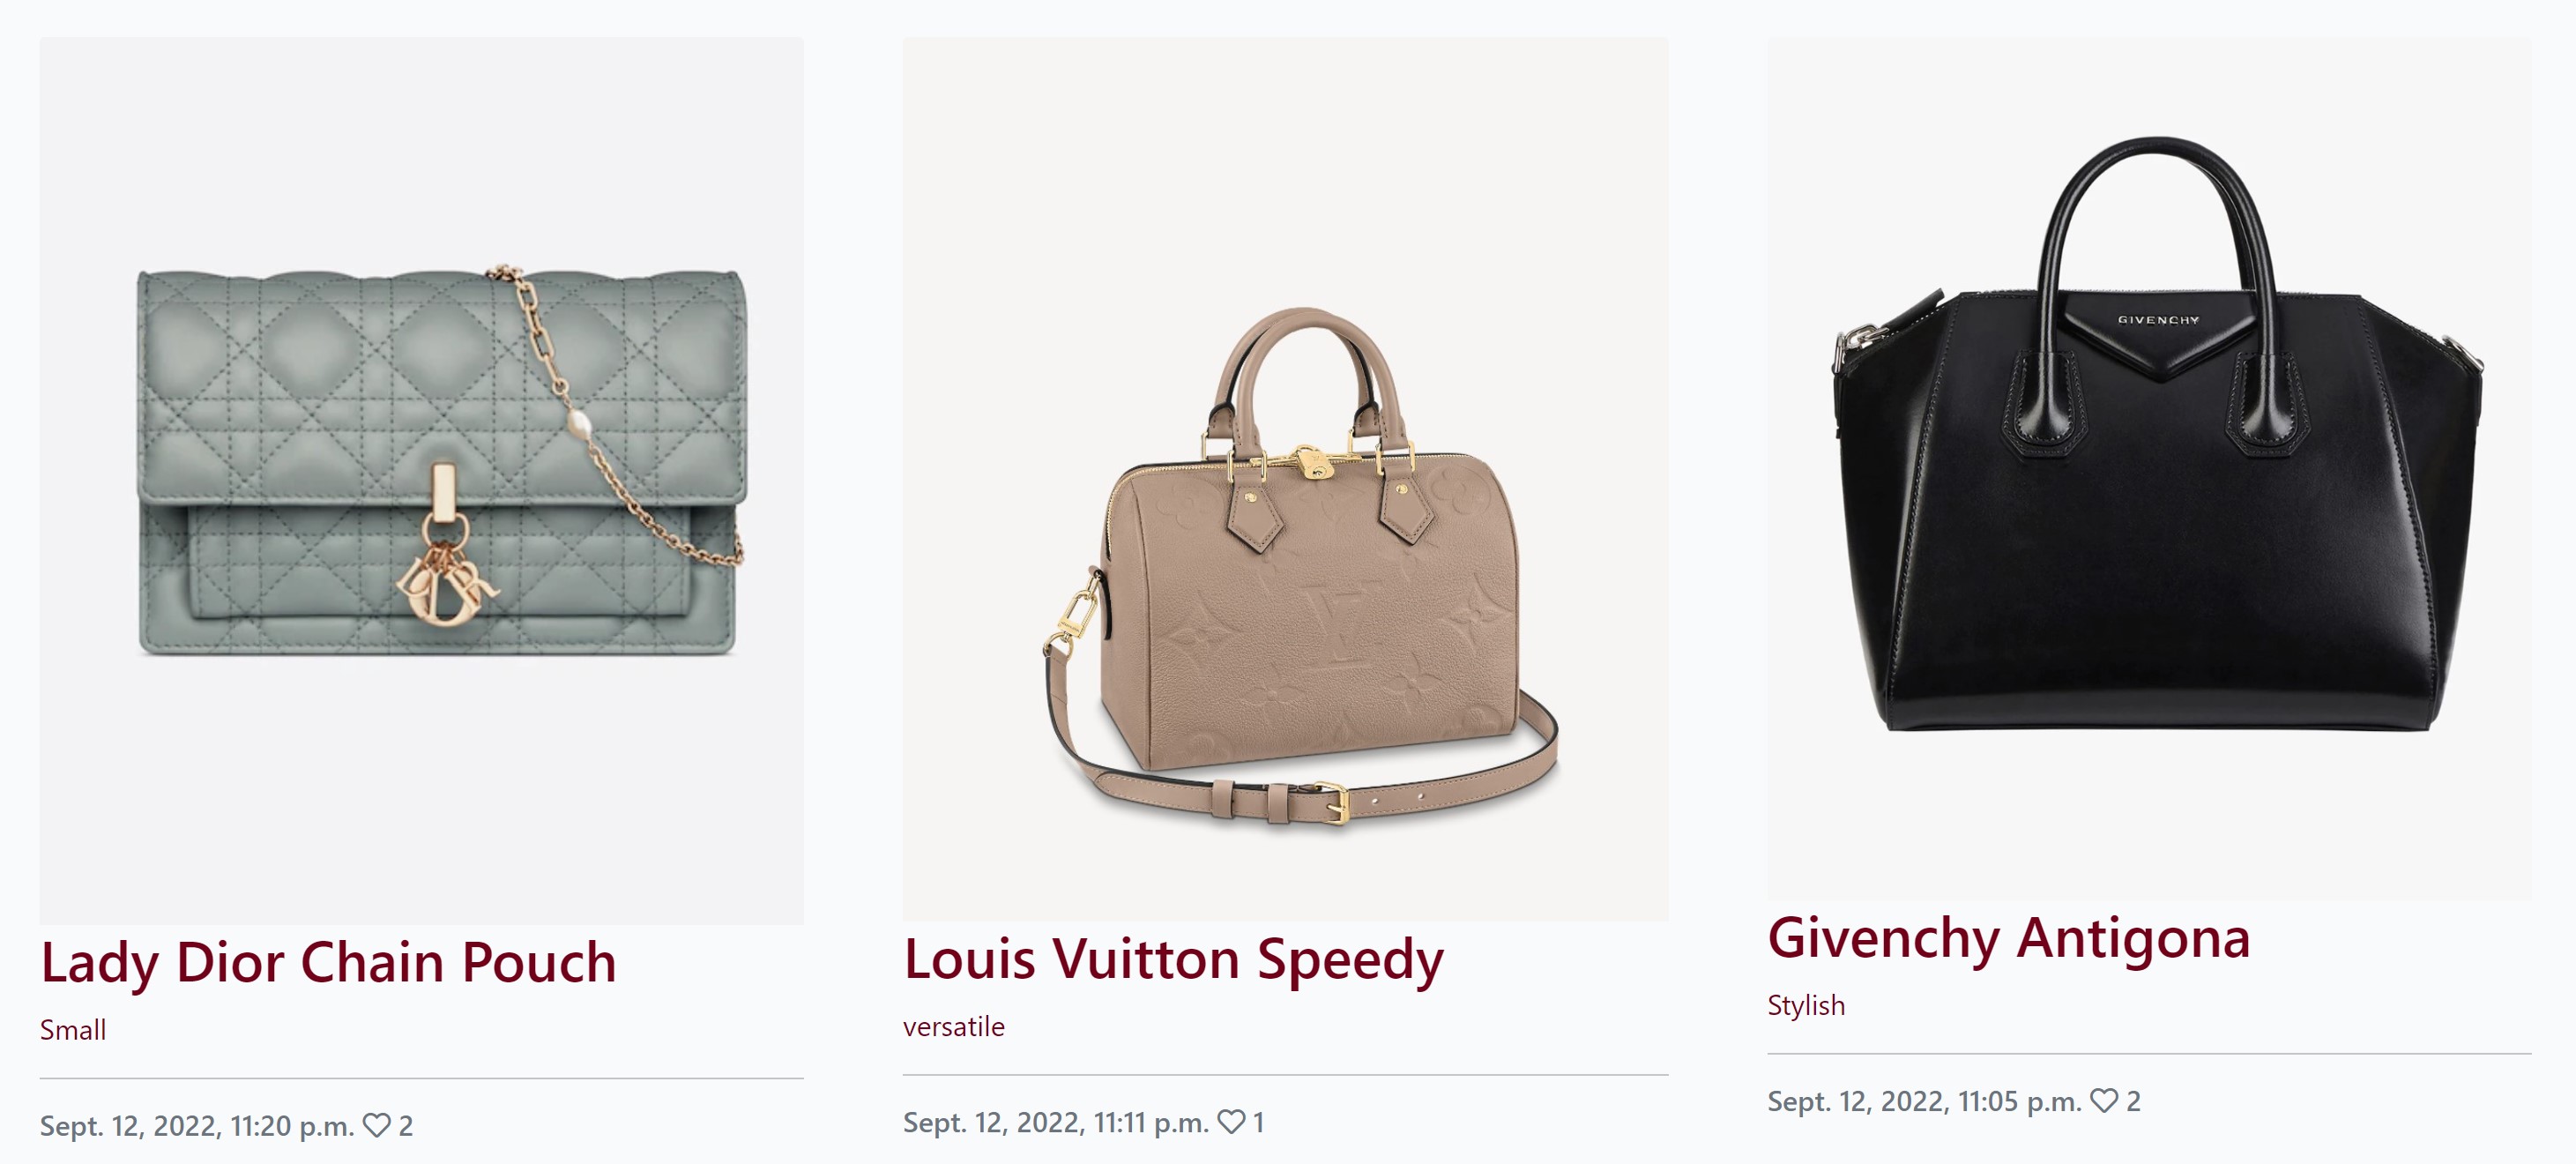 GIVENCHY
Lady Dior Chain Pouch
Small
Sept. 12, 2022, 11:20 p.m. 2
Louis Vuitton Speedy
versatile
Sept. 12, 2022, 11:11 p.m. 1
Givenchy Antigona
Stylish
Sept. 12, 2022, 11:05 p.m. 2